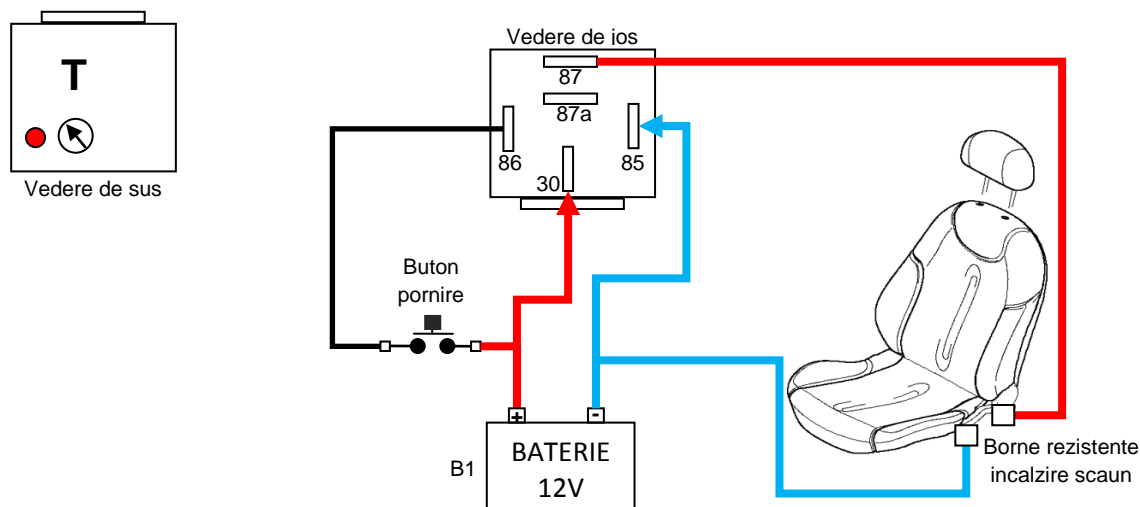 T
Vedere de sus
Vedere de jos
87
87a
86
85
30
Buton
pornire
+
-
B1
BATERIE
12V
Borne rezistente
incalzire scaun